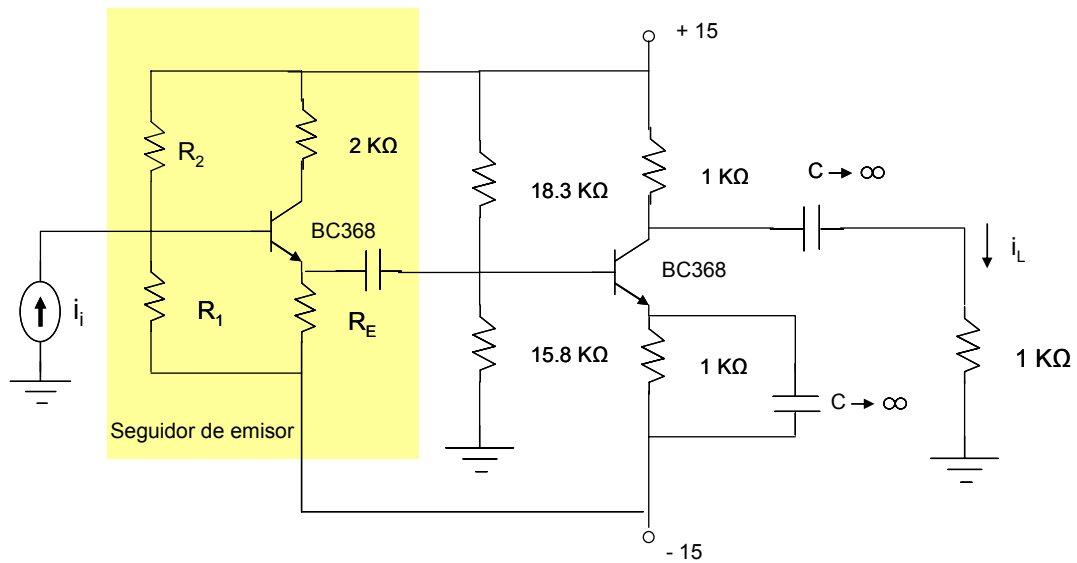 + 15
R2
2 KΩ
18.3 KΩ
1 KΩ
C → ∞
BC368
BC368
iL
ii
R1
RE
15.8 KΩ
1 KΩ
1 KΩ
C → ∞
Seguidor de emisor
- 15